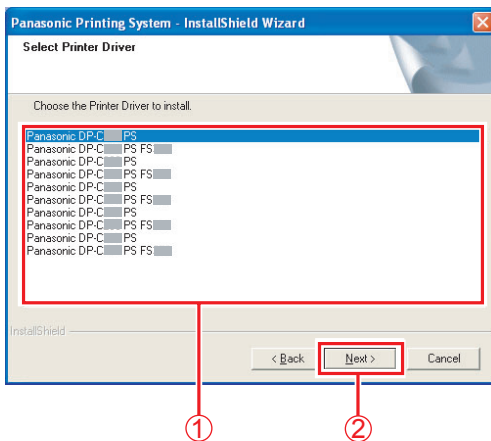 Panasonic Printing System - InstallShield Wizard
Select Printer Driver
Choose the Printer Driver to install.
Panasonic DP-C PS
Panasonic DP-C PS FS
Panasonic DP-C PS
Panasonic DP-C PS FS
Panasonic DP-C PS
Panasonic DP-C PS FS
Panasonic DP-C PS
Panasonic DP-C PS FS
Panasonic DP-C PS
Panasonic DP-C PS FS
InstallShield
< Back Next > Cancel
① ②